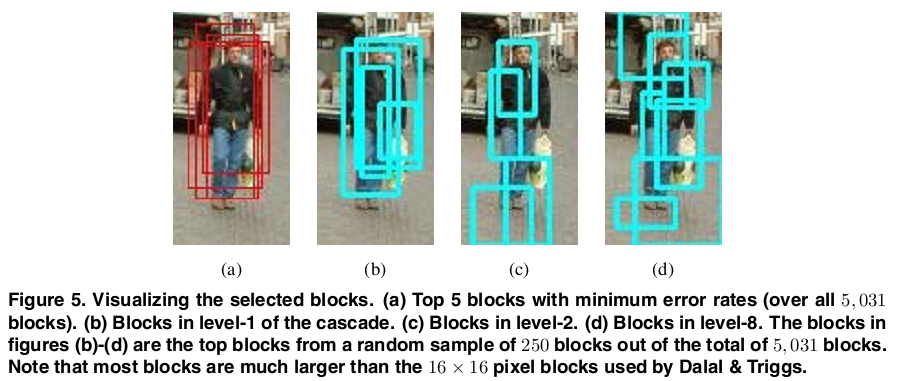 (a) (b) (c) (d)
Figure 5. Visualizing the selected blocks. (a) Top 5 blocks with minimum error rates (over all 5, 031
blocks). (b) Blocks in level-1 of the cascade. (c) Blocks in level-2. (d) Blocks in level-8. The blocks in
figures (b)-(d) are the top blocks from a random sample of 250 blocks out of the total of 5, 031 blocks.
Note that most blocks are much larger than the 16 × 16 pixel blocks used by Dalal & Triggs.